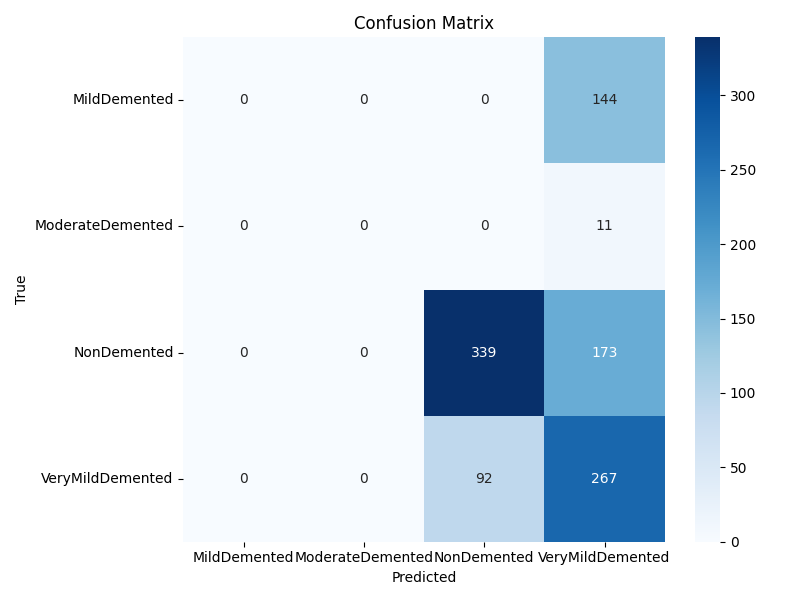 Confusion Matrix
MildDemented 0 0 0 144
ModerateDemented 0 0 0 11
NonDemented 0 0 339 173
VeryMildDemented 0 0 92 267
MildDemented ModerateDemented NonDemented VeryMildDemented
Predicted
True
300
250
200
150
100
50
0